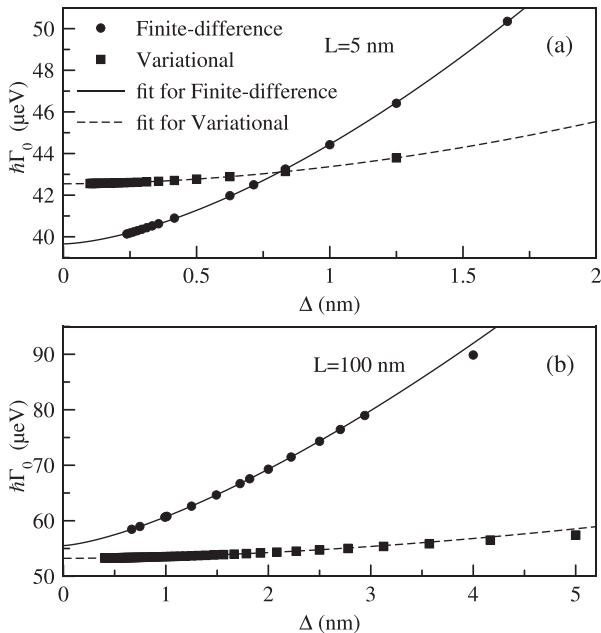 50
48
46
44
42
40
ħΓ₀ (μeV)
Finite-difference
Variational
fit for Finite-difference
fit for Variational
L=5 nm
(a)
0 0.5 1 1.5 2
Δ (nm)
90
80
70
60
50
ħΓ₀ (μeV)
L=100 nm
(b)
0 1 2 3 4 5
Δ (nm)